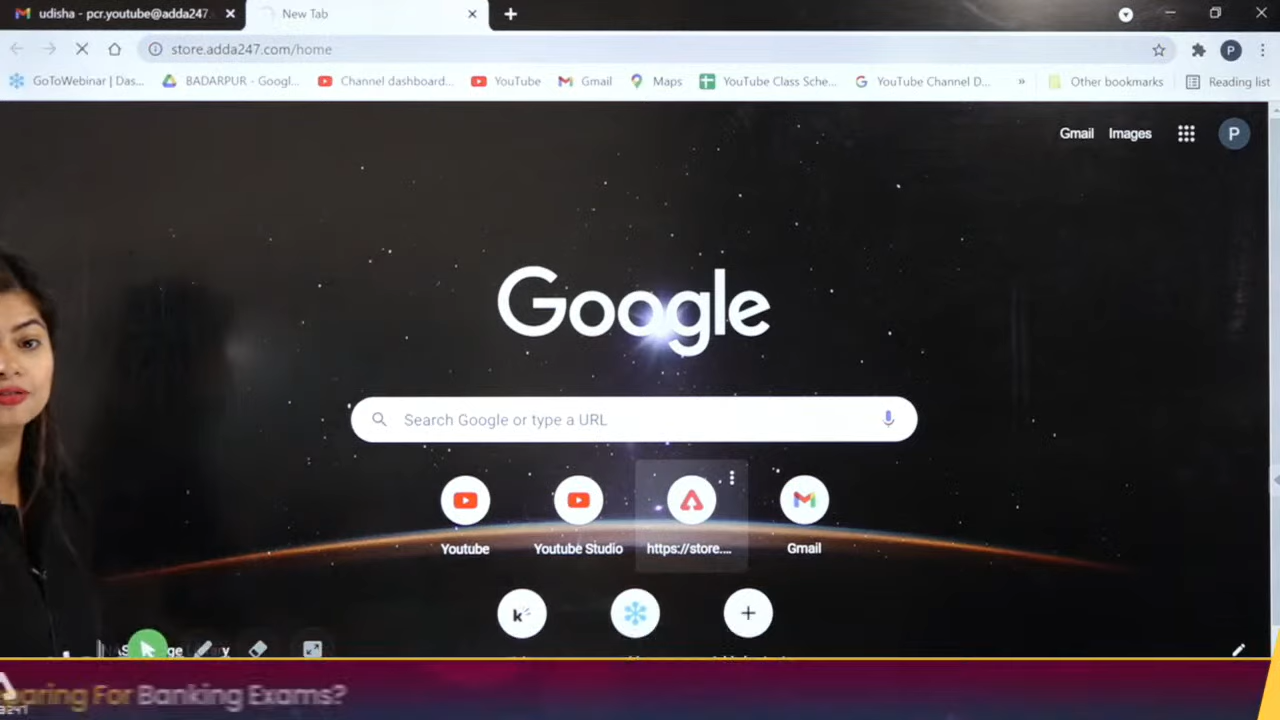 udisha - pcr.youtube@adda247. New Tab
store.adda247.com/home
GoToWebinar | Das... BADARPUR - Googl... Channel dashboard... YouTube Gmail Maps YouTube Class Sche... YouTube Channel D... » Other bookmarks Reading list
P
Gmail Images P
Google
Search Google or type a URL
Youtube Youtube Studio https://store.... Gmail
k
For Banking Exams?